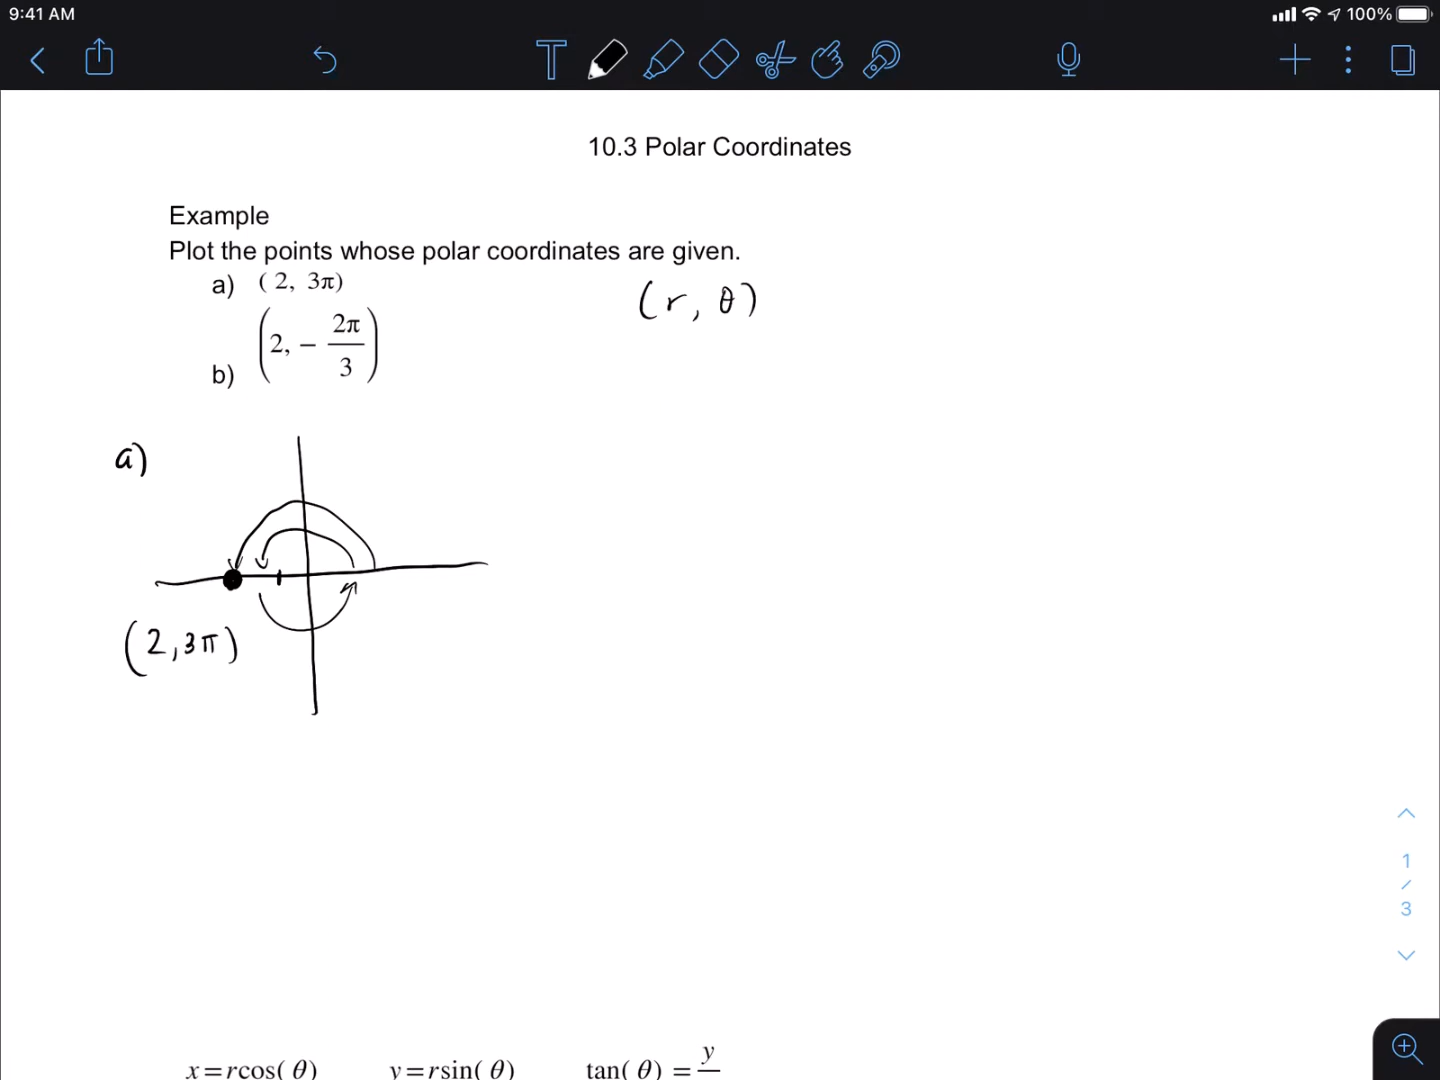 9:41 AM 100%
10.3 Polar Coordinates
Example
Plot the points whose polar coordinates are given.
a) ( 2, 3π)
(r, θ)
b) (2, − 2π/3)
a)
(2, 3π)
1
/
3
x=rcos( θ) y=rsin( θ) tan( θ) = y